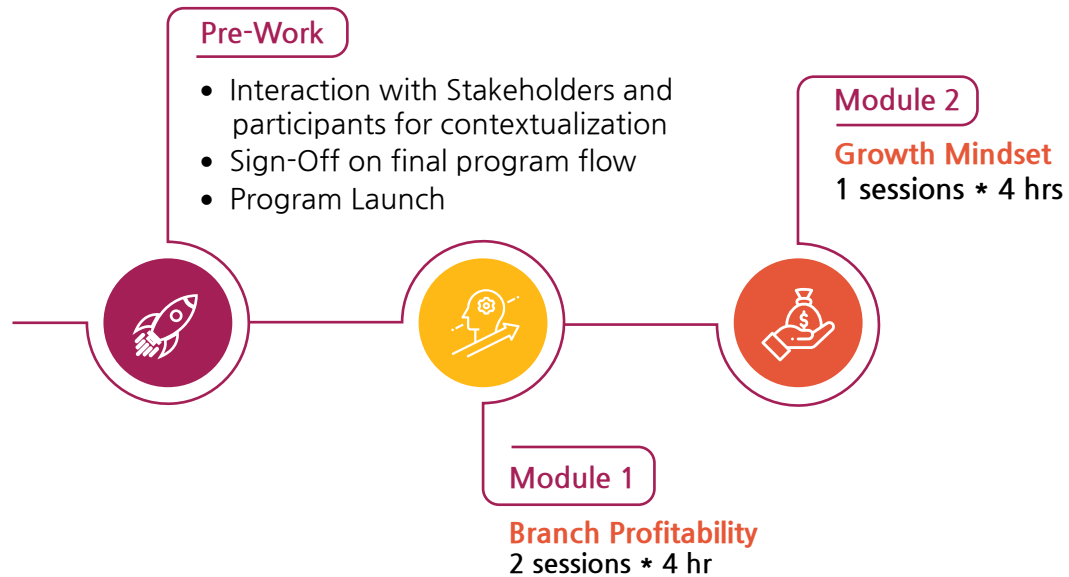 Pre-Work
• Interaction with Stakeholders and
participants for contextualization
• Sign-Off on final program flow
• Program Launch
Module 1
Branch Profitability
2 sessions * 4 hr
Module 2
Growth Mindset
1 sessions * 4 hrs
$